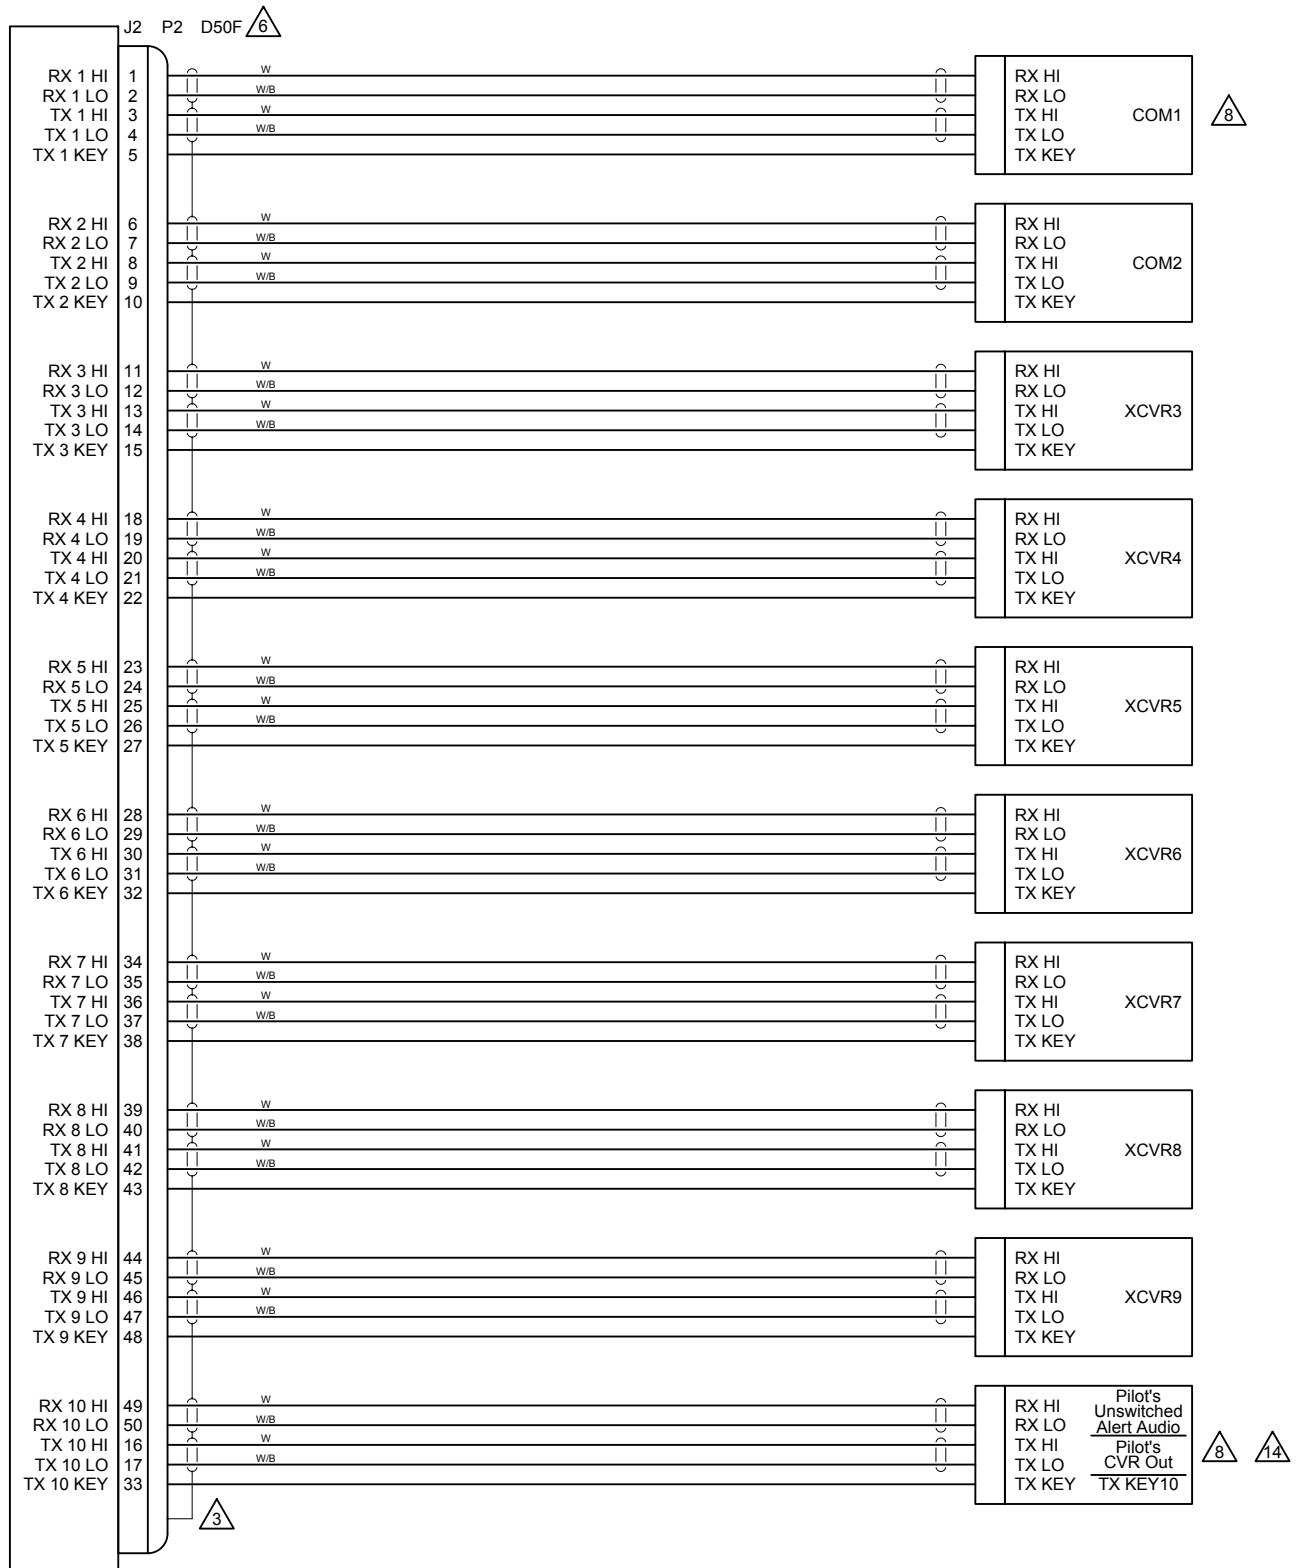 J2 P2 D50F 6
RX 1 HI 1 W RX HI
RX 1 LO 2 W/B RX LO
TX 1 HI 3 W TX HI COM1 8
TX 1 LO 4 W/B TX LO
TX 1 KEY 5 TX KEY
RX 2 HI 6 W RX HI
RX 2 LO 7 W/B RX LO
TX 2 HI 8 W TX HI COM2
TX 2 LO 9 W/B TX LO
TX 2 KEY 10 TX KEY
RX 3 HI 11 W RX HI
RX 3 LO 12 W/B RX LO
TX 3 HI 13 W TX HI XCVR3
TX 3 LO 14 W/B TX LO
TX 3 KEY 15 TX KEY
RX 4 HI 18 W RX HI
RX 4 LO 19 W/B RX LO
TX 4 HI 20 W TX HI XCVR4
TX 4 LO 21 W/B TX LO
TX 4 KEY 22 TX KEY
RX 5 HI 23 W RX HI
RX 5 LO 24 W/B RX LO
TX 5 HI 25 W TX HI XCVR5
TX 5 LO 26 W/B TX LO
TX 5 KEY 27 TX KEY
RX 6 HI 28 W RX HI
RX 6 LO 29 W/B RX LO
TX 6 HI 30 W TX HI XCVR6
TX 6 LO 31 W/B TX LO
TX 6 KEY 32 TX KEY
RX 7 HI 34 W RX HI
RX 7 LO 35 W/B RX LO
TX 7 HI 36 W TX HI XCVR7
TX 7 LO 37 W/B TX LO
TX 7 KEY 38 TX KEY
RX 8 HI 39 W RX HI
RX 8 LO 40 W/B RX LO
TX 8 HI 41 W TX HI XCVR8
TX 8 LO 42 W/B TX LO
TX 8 KEY 43 TX KEY
RX 9 HI 44 W RX HI
RX 9 LO 45 W/B RX LO
TX 9 HI 46 W TX HI XCVR9
TX 9 LO 47 W/B TX LO
TX 9 KEY 48 TX KEY
Pilot's
RX 10 HI 49 W RX HI Unswitched
RX 10 LO 50 W/B RX LO Alert Audio
TX 10 HI 16 W TX HI Pilot's 8 14
TX 10 LO 17 W/B TX LO CVR Out
TX 10 KEY 33 TX KEY TX KEY10
3